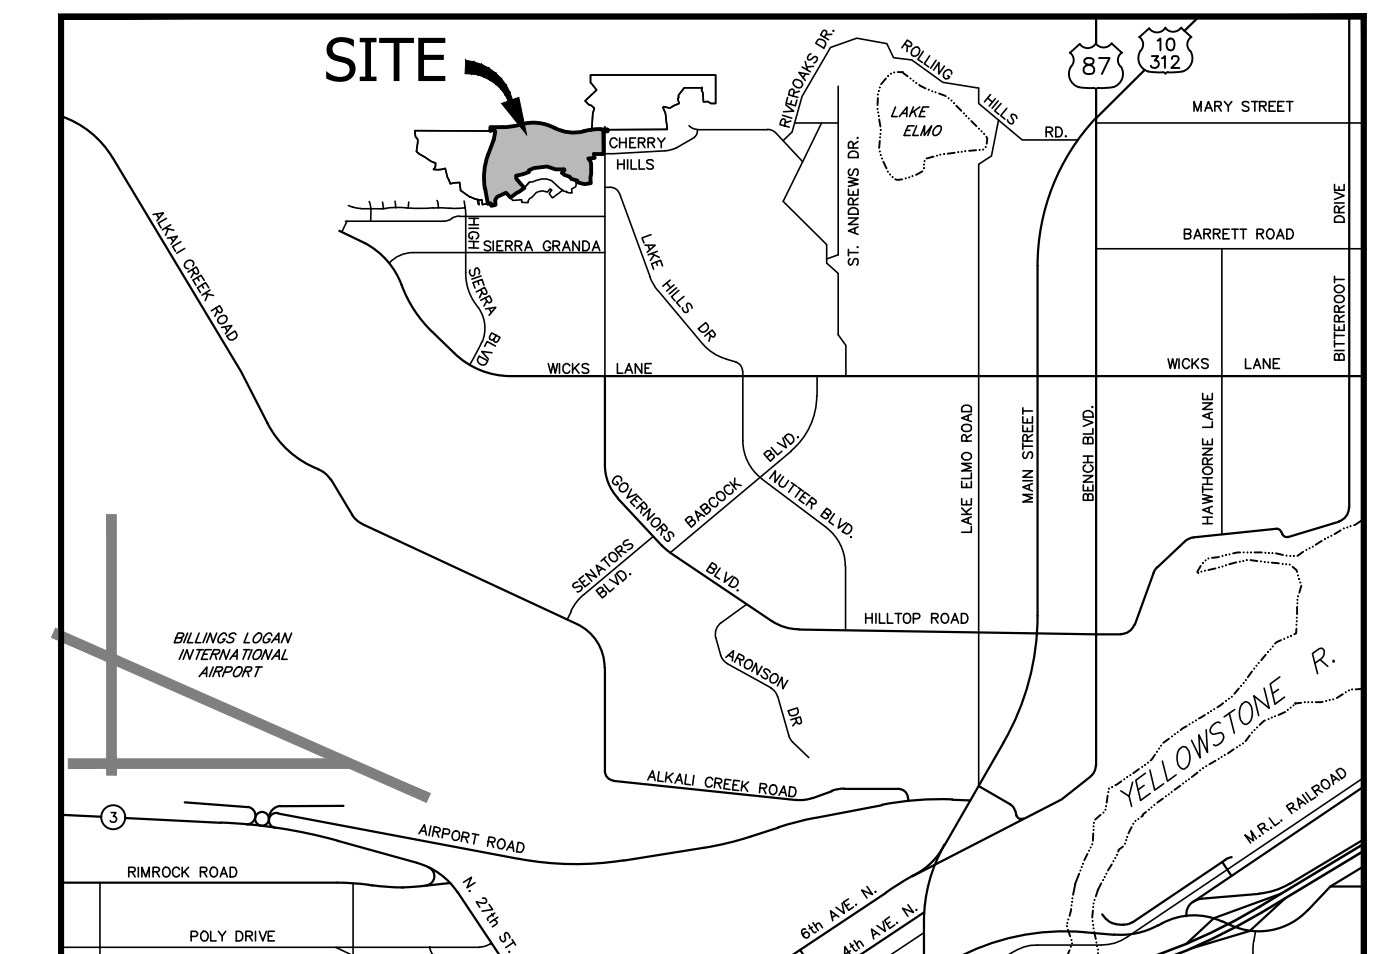 SITE
RIVEROAKS DR.
ROLLING
HILLS
RD.
LAKE
ELMO
87
10
312
MARY STREET
CHERRY
HILLS
ST. ANDREWS DR.
DRIVE
BITTERROOT
BARRETT ROAD
ALKALI CREEK ROAD
HIGH
SIERRA
BLVD
SIERRA GRANDA
LAKE
HILLS DR
WICKS LANE
WICKS LANE
LAKE ELMO ROAD
MAIN STREET
BENCH BLVD.
HAWTHORNE LANE
GOVERNORS
BLVD.
BABCOCK
BLVD.
NUTTER BLVD.
SENATORS
BLVD.
HILLTOP ROAD
ARONSON
DR
BILLINGS LOGAN
INTERNATIONAL
AIRPORT
YELLOWSTONE R.
ALKALI CREEK ROAD
M.R.L. RAILROAD
3
AIRPORT ROAD
RIMROCK ROAD
N. 27th ST.
6th AVE. N.
4th AVE. N.
POLY DRIVE